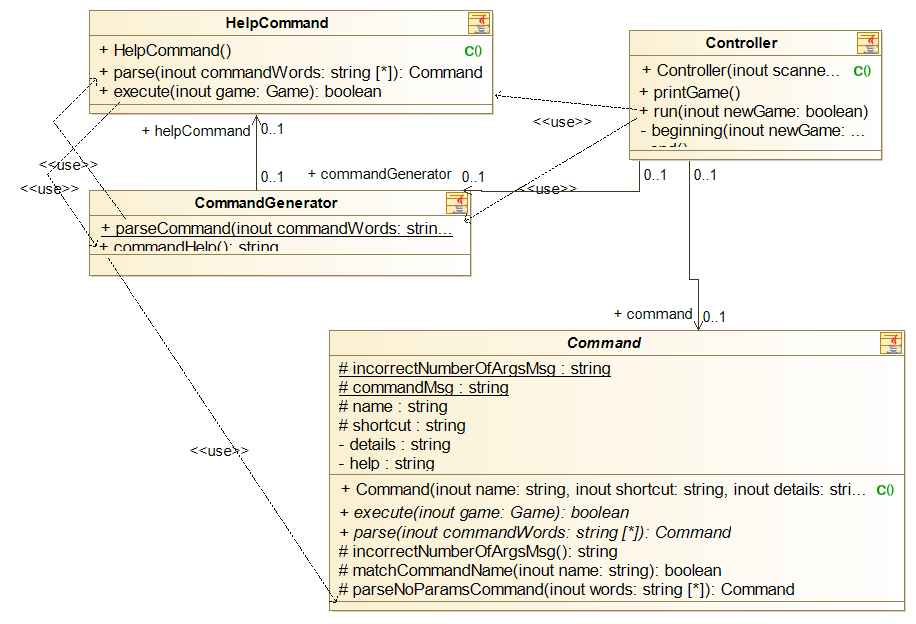 HelpCommand
+ HelpCommand()
C()
+ parse(inout commandWords: string [*]): Command
+ execute(inout game: Game): boolean
Controller
+ Controller(inout scanne...
C()
+ printGame()
+ run(inout newGame: boolean)
- beginning(inout newGame: ...
<<use>>
+ helpCommand
0..1
<<use>>
<<use>>
0..1
+ commandGenerator
0..1
<<use>>
0..1
0..1
CommandGenerator
+ parseCommand(inout commandWords: strin...
+ commandHelp(): string
+ command
0..1
<<use>>
Command
# incorrectNumberOfArgsMsg : string
# commandMsg : string
# name : string
# shortcut : string
- details : string
- help : string
+ Command(inout name: string, inout shortcut: string, inout details: stri...
C()
+ execute(inout game: Game): boolean
+ parse(inout commandWords: string [*]): Command
# incorrectNumberOfArgsMsg(): string
# matchCommandName(inout name: string): boolean
# parseNoParamsCommand(inout words: string [*]): Command